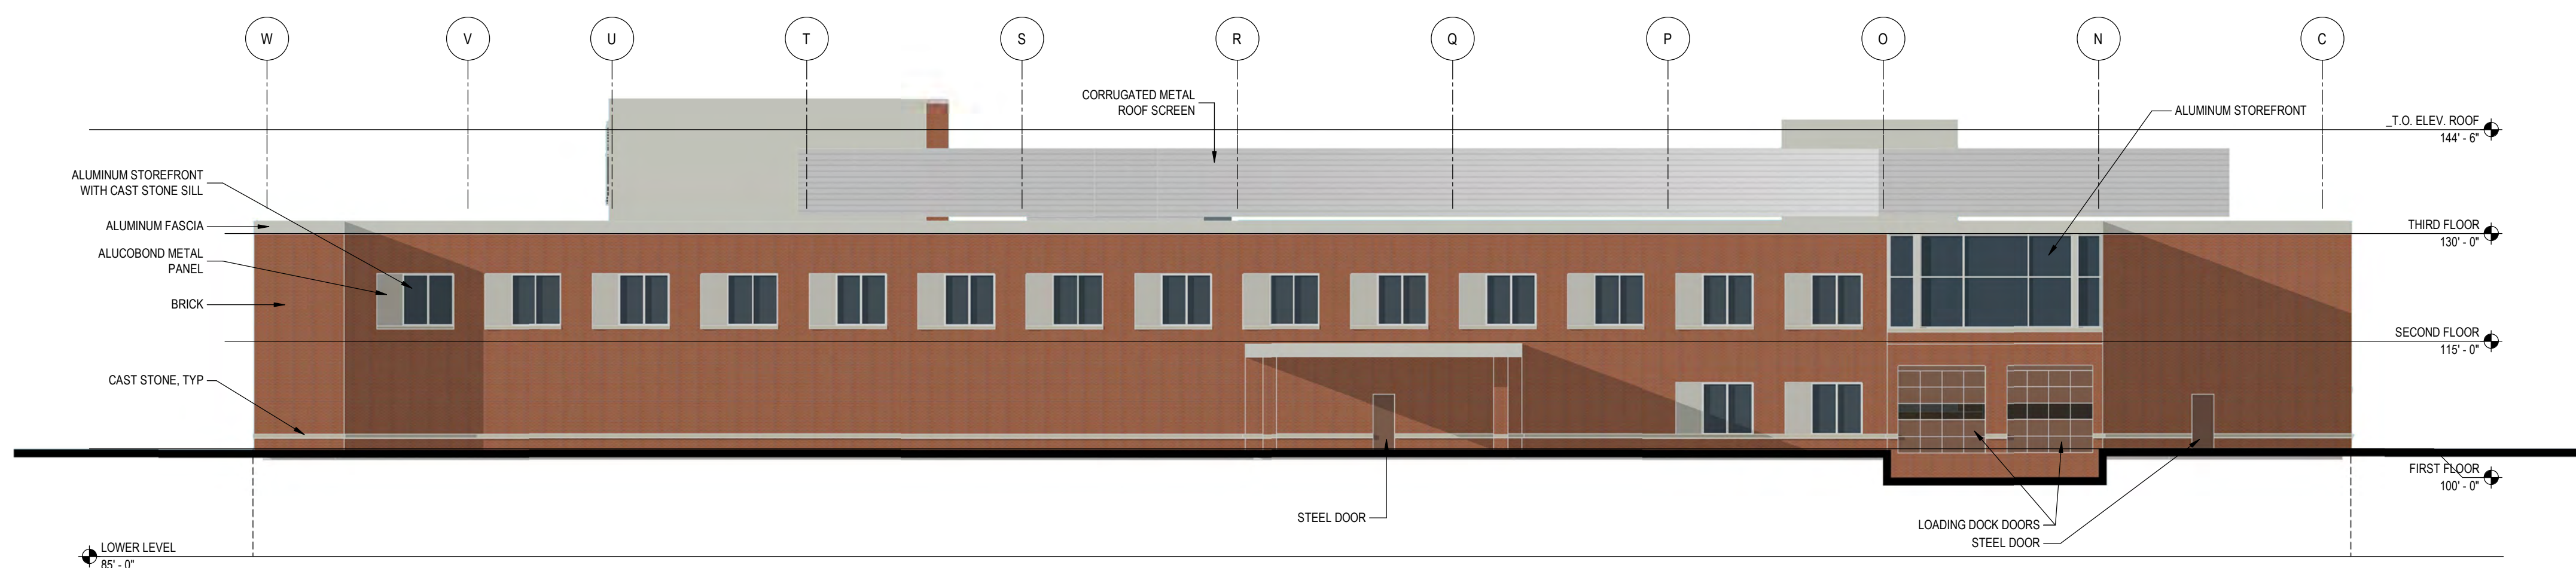 W
V
U
T
S
R
Q
P
O
N
C
CORRUGATED METAL
ROOF SCREEN
ALUMINUM STOREFRONT
_T.O. ELEV. ROOF
144' - 6"
ALUMINUM STOREFRONT
WITH CAST STONE SILL
ALUMINUM FASCIA
THIRD FLOOR
130' - 0"
ALUCOBOND METAL
PANEL
BRICK
SECOND FLOOR
115' - 0"
CAST STONE, TYP
FIRST FLOOR
100' - 0"
STEEL DOOR
LOADING DOCK DOORS
STEEL DOOR
LOWER LEVEL
85' - 0"